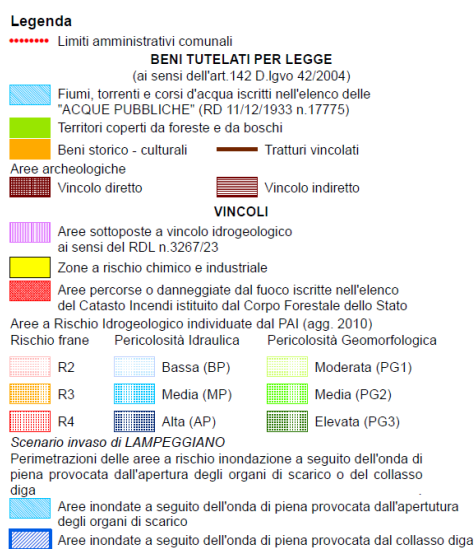 Legenda
Limiti amministrativi comunali
BENI TUTELATI PER LEGGE
(ai sensi dell'art.142 D.lgvo 42/2004)
Fiumi, torrenti e corsi d'acqua iscritti nell'elenco delle
"ACQUE PUBBLICHE" (RD 11/12/1933 n.17775)
Territori coperti da foreste e da boschi
Beni storico - culturali Tratturi vincolati
Aree archeologiche
Vincolo diretto Vincolo indiretto
VINCOLI
Aree sottoposte a vincolo idrogeologico
ai sensi del RDL n.3267/23
Zone a rischio chimico e industriale
Aree percorse o danneggiate dal fuoco iscritte nell'elenco
del Catasto Incendi istituito dal Corpo Forestale dello Stato
Aree a Rischio Idrogeologico individuate dal PAI (agg. 2010)
Rischio frane Pericolosità Idraulica Pericolosità Geomorfologica
R2 Bassa (BP) Moderata (PG1)
R3 Media (MP) Media (PG2)
R4 Alta (AP) Elevata (PG3)
Scenario invaso di LAMPEGGIANO
Perimetrazioni delle aree a rischio inondazione a seguito dell'onda di
piena provocata dall'apertura degli organi di scarico o del collasso
diga .
Aree inondate a seguito dell'onda di piena provocata dall'apertutura
degli organi di scarico
Aree inondate a seguito dell'onda di piena provocata dal collasso diga